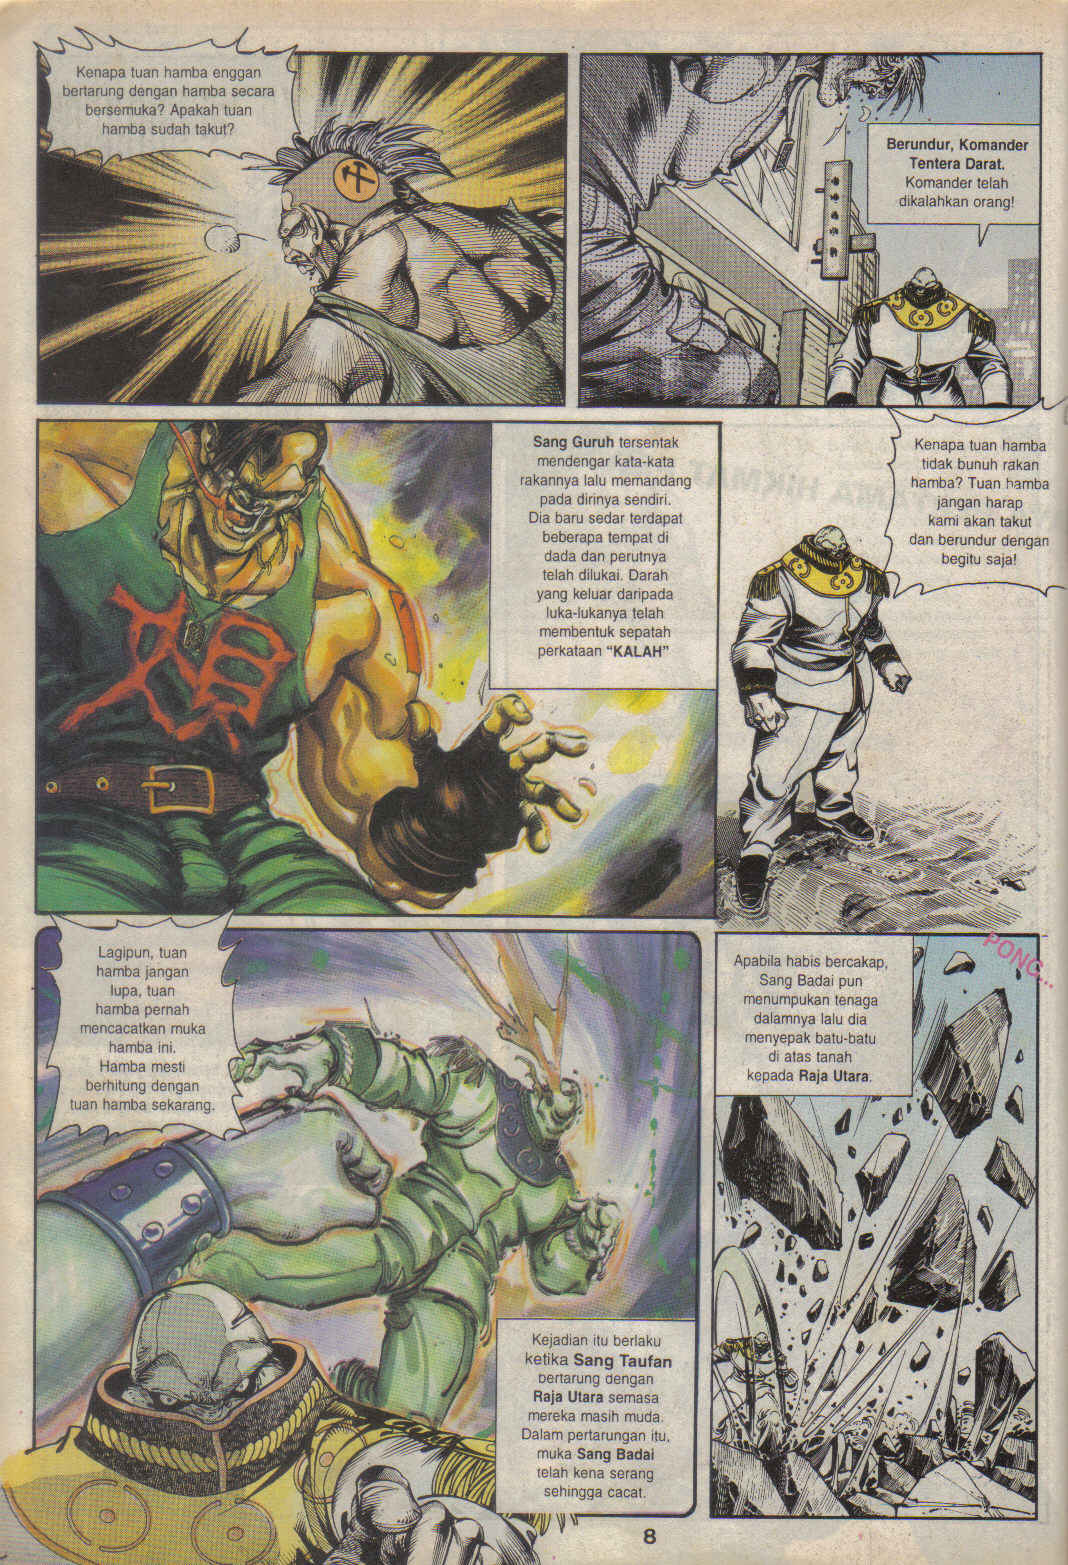 Kenapa tuan hamba enggan
bertarung dengan hamba secara
bersemuka? Apakah tuan
hamba sudah takut?
Berundur, Komander
Tentera Darat.
Komander telah
dikalahkan orang!
Sang Guruh tersentak
mendengar kata-kata
rakannya lalu memandang
pada dirinya sendiri.
Dia baru sedar terdapat
beberapa tempat di
dada dan perutnya
telah dilukai. Darah
yang keluar daripada
luka-lukanya telah
membentuk sepatah
perkataan “KALAH”
Kenapa tuan hamba
tidak bunuh rakan
hamba? Tuan hamba
jangan harap
kami akan takut
dan berundur dengan
begitu saja!
Lagipun, tuan
hamba jangan
lupa, tuan
hamba pernah
mencacatkan muka
hamba ini.
Hamba mesti
berhitung dengan
tuan hamba sekarang.
Kejadian itu berlaku
ketika Sang Taufan
bertarung dengan
Raja Utara semasa
mereka masih muda.
Dalam pertarungan itu,
muka Sang Badai
telah kena serang
sehingga cacat.
Apabila habis bercakap,
Sang Badai pun
menumpukan tenaga
dalamnya lalu dia
menyepak batu-batu
di atas tanah
kepada Raja Utara.
PONG...
8